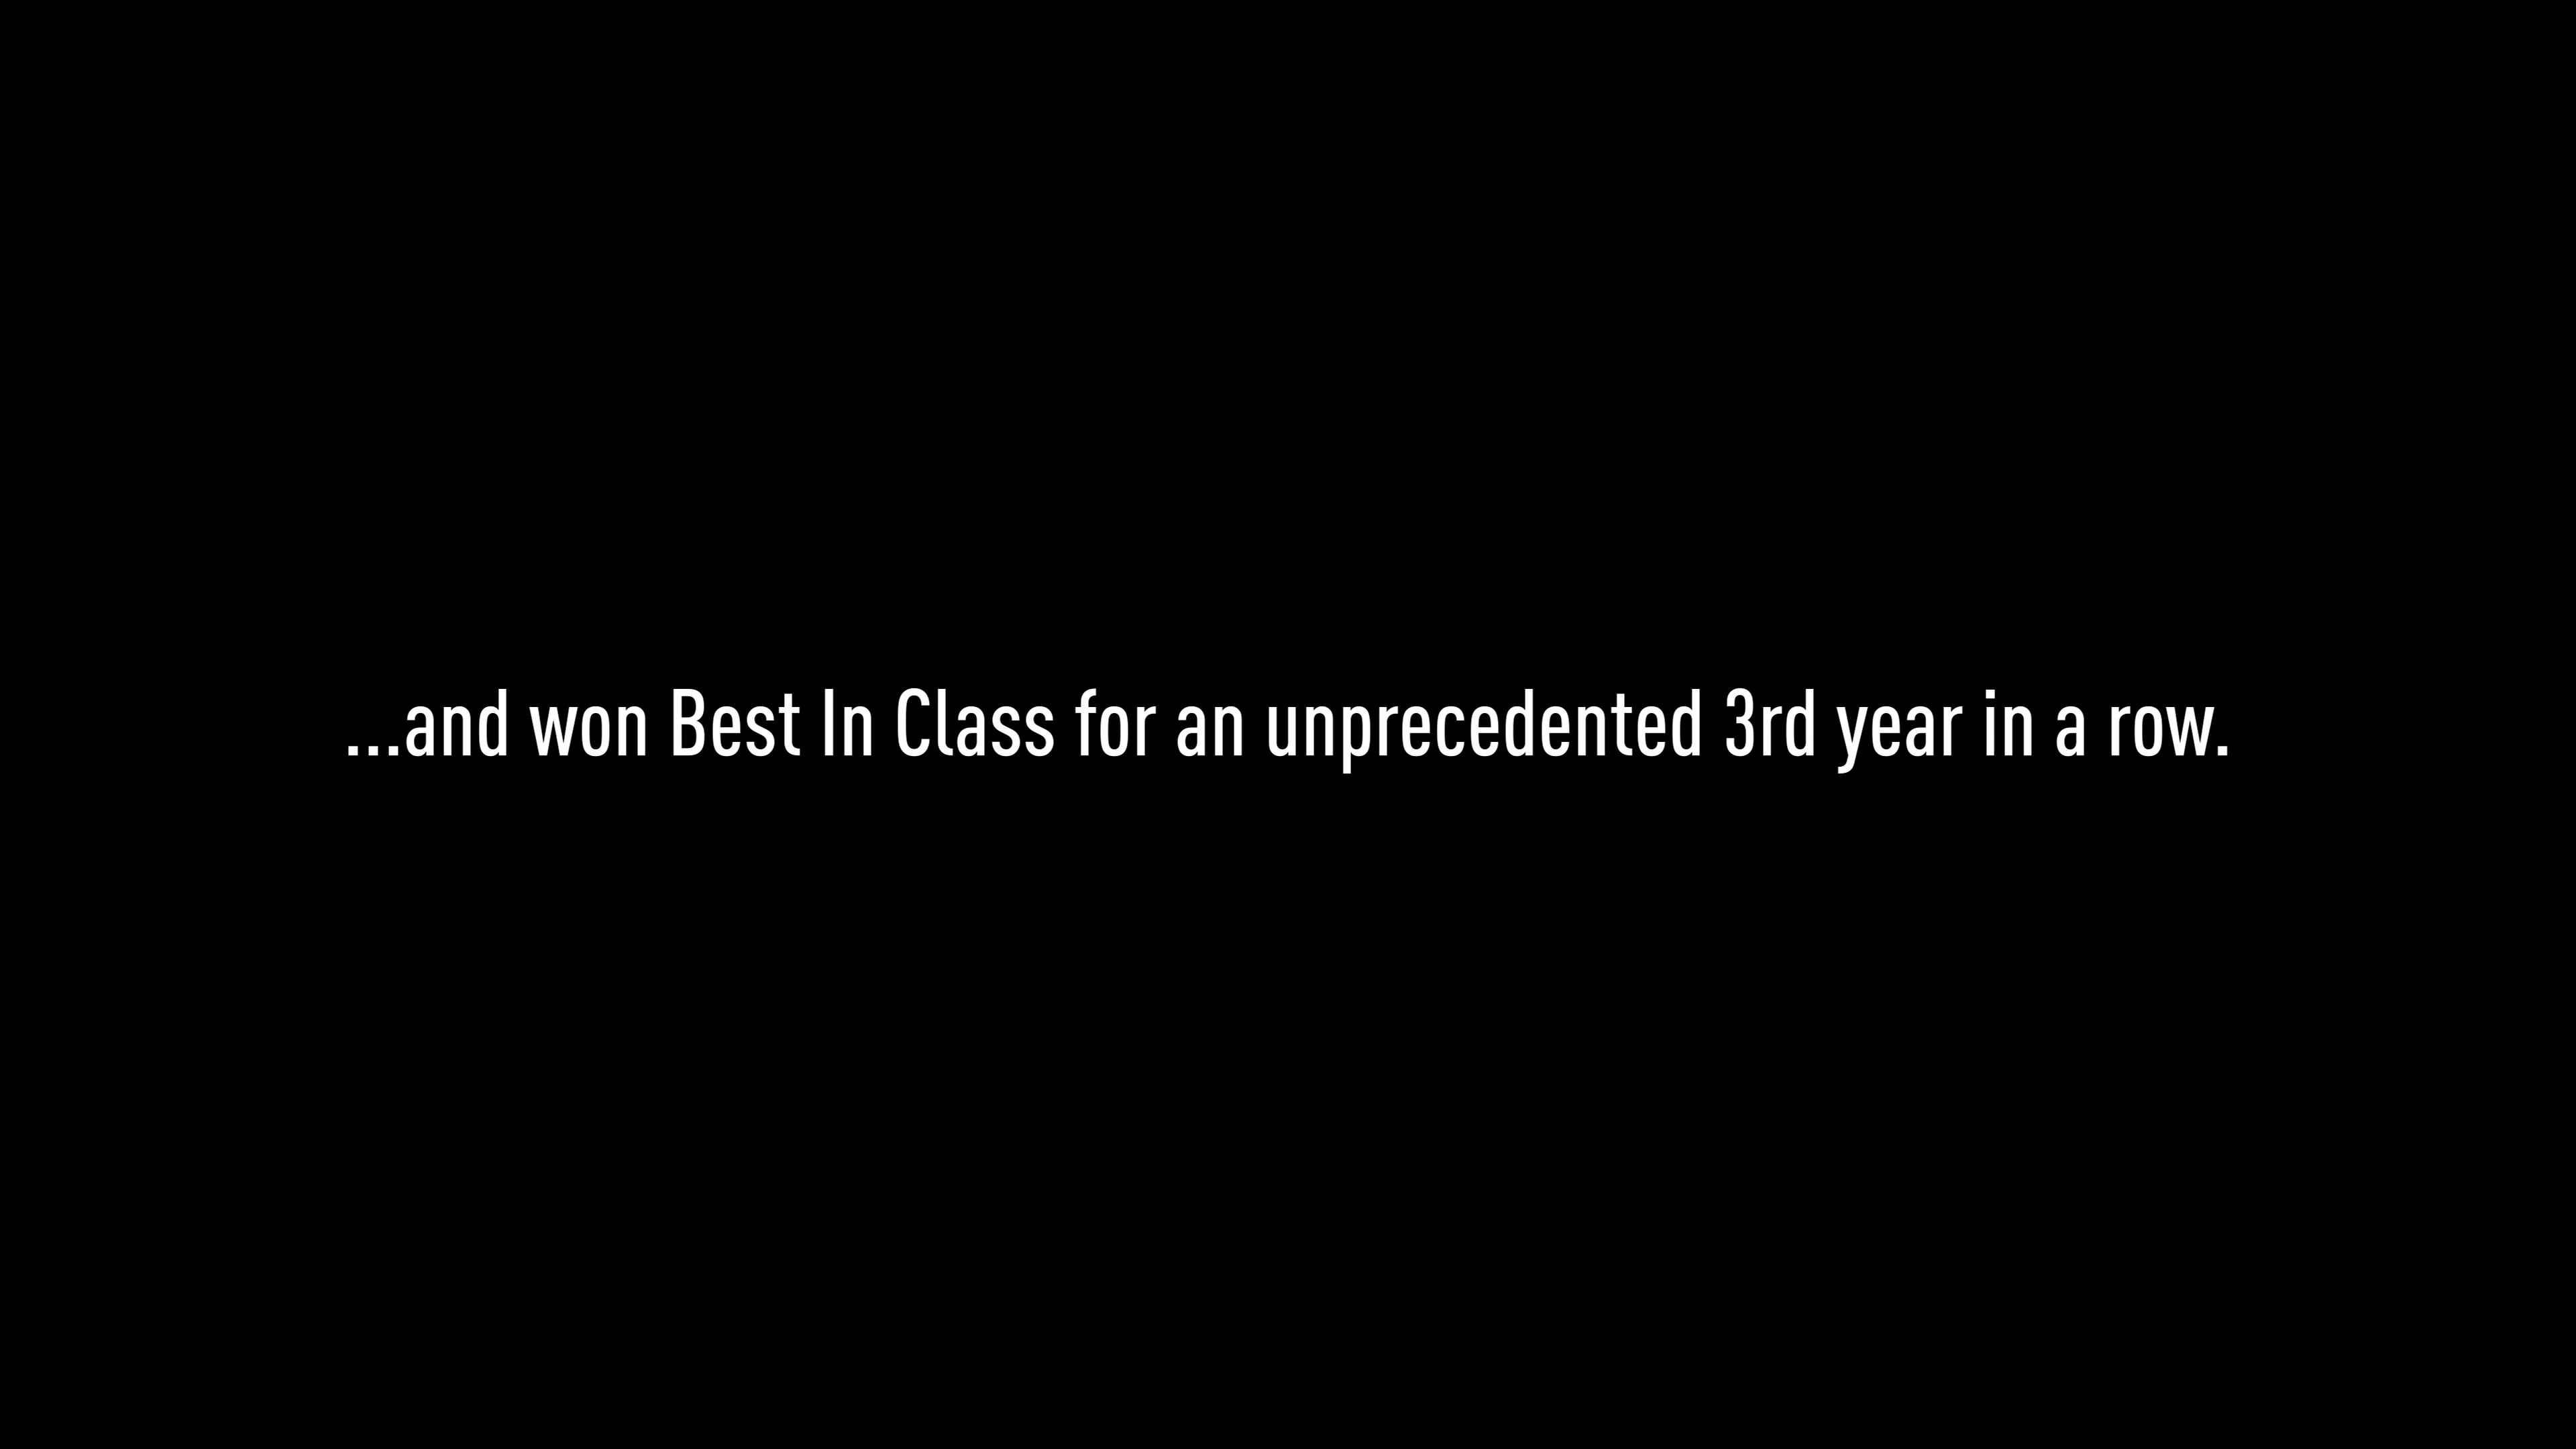 ...and won Best In Class for an unprecedented 3rd year in a row.